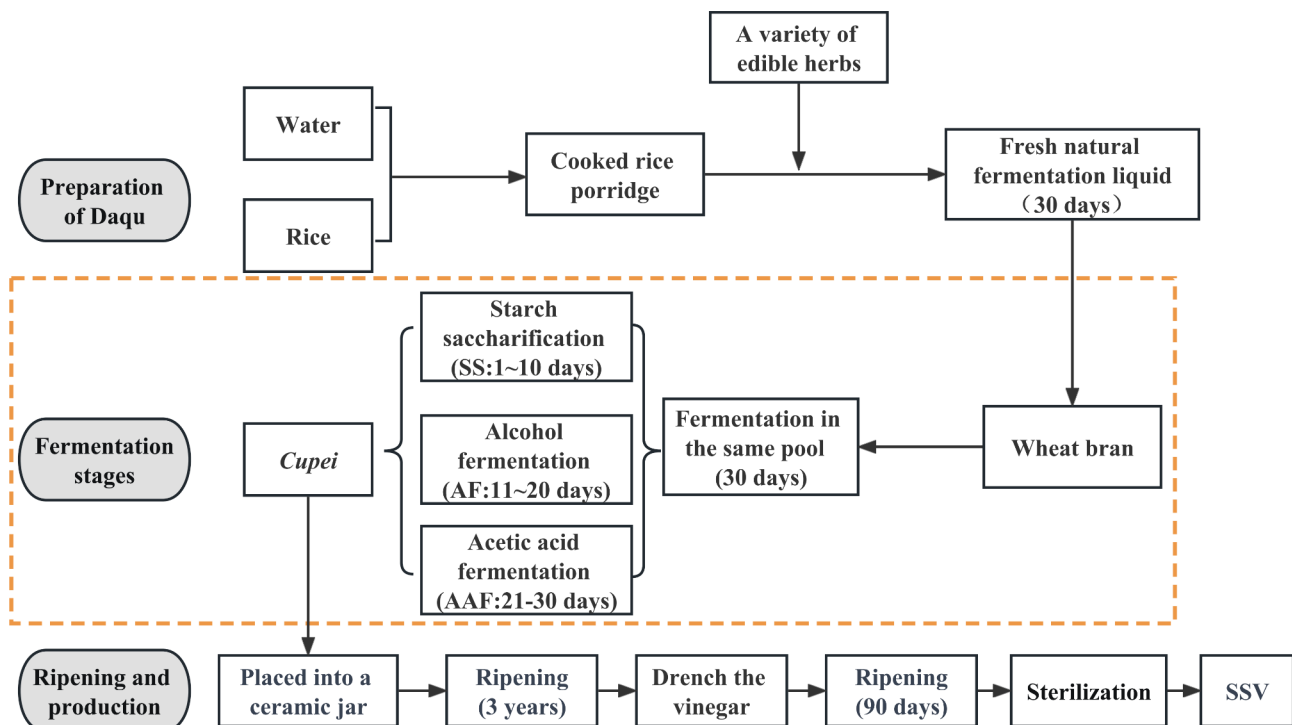 A variety of
edible herbs
Water
Rice
Preparation
of Daqu
Cooked rice
porridge
Fresh natural
fermentation liquid
（30 days）
Starch
saccharification
(SS:1~10 days)
Fermentation
stages
Cupei
Alcohol
fermentation
(AF:11~20 days)
Fermentation in
the same pool
(30 days)
Wheat bran
Acetic acid
fermentation
(AAF:21-30 days)
Ripening and
production
Placed into a
ceramic jar
Ripening
(3 years)
Drench the
vinegar
Ripening
(90 days)
Sterilization
SSV